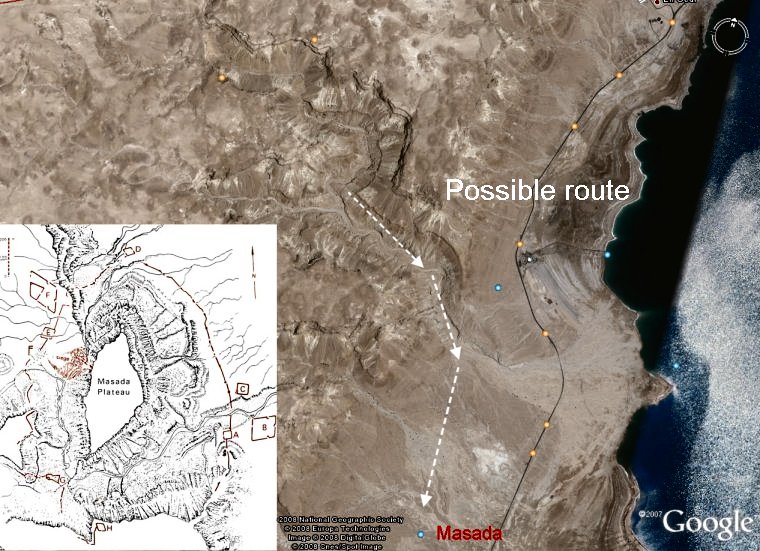 N
Possible route
D
F
N
E
siege
Masada
Plateau
C
B
A
G
H
2008 National Geographic Society
© 2008 Europa Technologies
Image © 2008 DigitalGlobe
© 2008 Cnes/Spot Image
Masada
©2007 Google